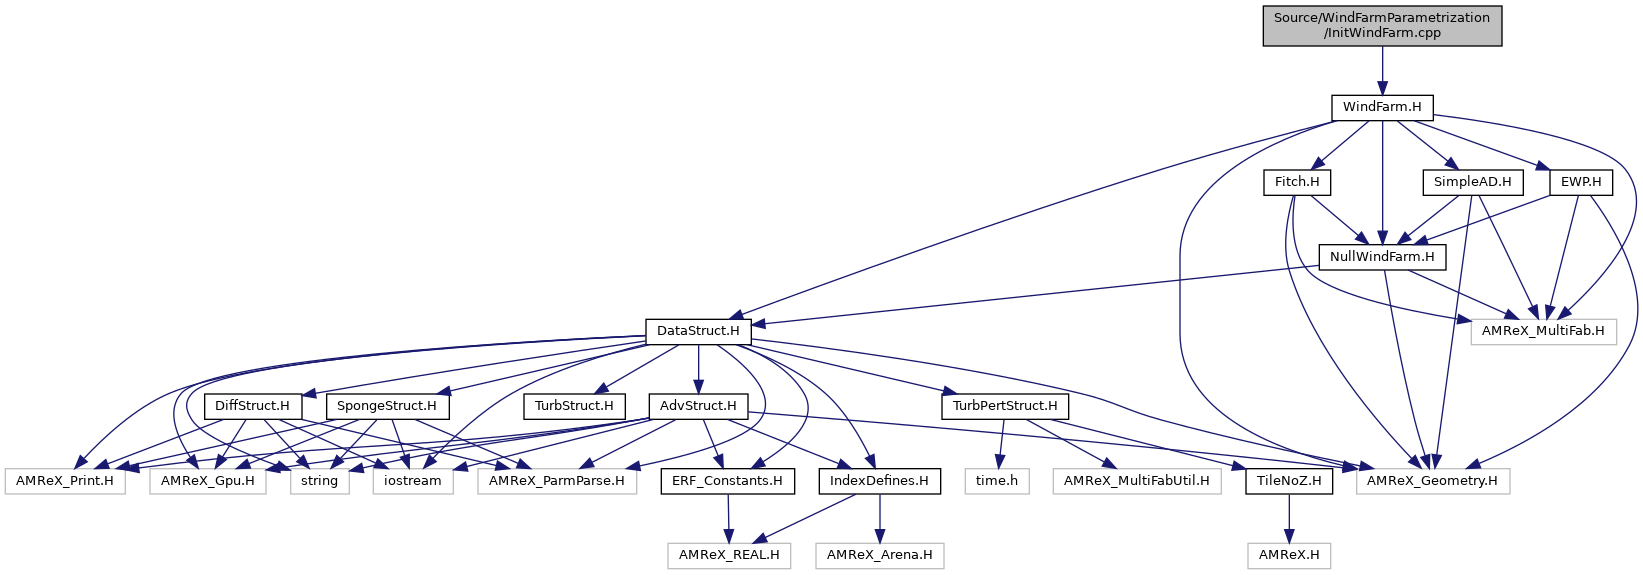 Source/WindFarmParametrization
/InitWindFarm.cpp
WindFarm.H
Fitch.H
SimpleAD.H
EWP.H
NullWindFarm.H
DataStruct.H
AMReX_MultiFab.H
DiffStruct.H
SpongeStruct.H
TurbStruct.H
AdvStruct.H
TurbPertStruct.H
AMReX_Print.H
AMReX_Gpu.H
string
iostream
AMReX_ParmParse.H
ERF_Constants.H
IndexDefines.H
time.h
AMReX_MultiFabUtil.H
TileNoZ.H
AMReX_Geometry.H
AMReX_REAL.H
AMReX_Arena.H
AMReX.H